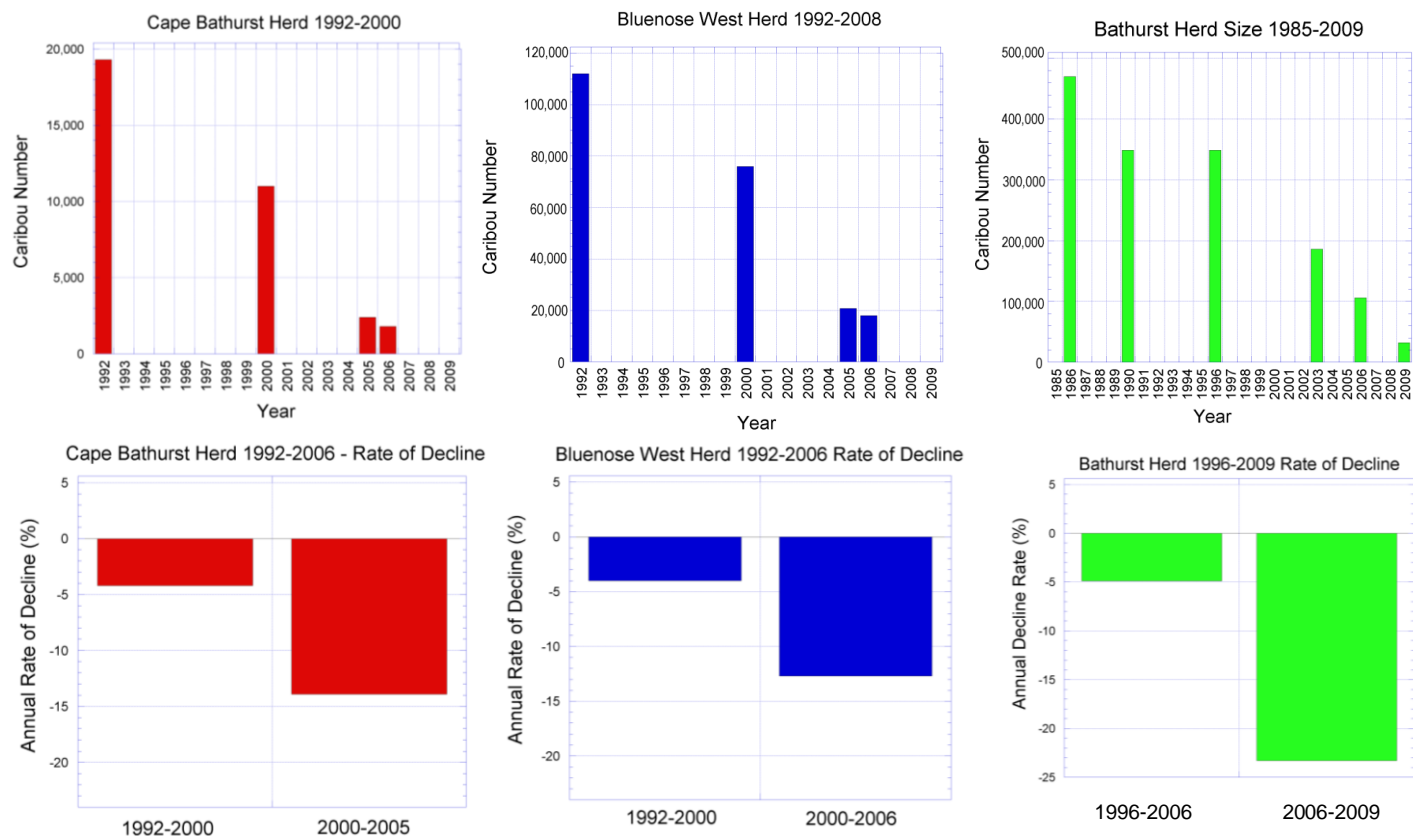 Cape Bathurst Herd 1992-2000
Caribou Number
20,000
15,000
10,000
5,000
0
1992 1993 1994 1995 1996 1997 1998 1999 2000 2001 2002 2003 2004 2005 2006 2007 2008 2009
Year
Bluenose West Herd 1992-2008
Caribou Number
120,000
100,000
80,000
60,000
40,000
20,000
0
1992 1993 1994 1995 1996 1997 1998 1999 2000 2001 2002 2003 2004 2005 2006 2007 2008 2009
Year
Bathurst Herd Size 1985-2009
Caribou Number
500,000
400,000
300,000
200,000
100,000
0
1985 1986 1987 1988 1989 1990 1991 1992 1993 1994 1995 1996 1997 1998 1999 2000 2001 2002 2003 2004 2005 2006 2007 2008 2009
Year
Cape Bathurst Herd 1992-2006 - Rate of Decline
Annual Rate of Decline (%)
5
0
-5
-10
-15
-20
1992-2000 2000-2005
Bluenose West Herd 1992-2006 Rate of Decline
Annual Rate of Decline (%)
5
0
-5
-10
-15
-20
1992-2000 2000-2006
Bathurst Herd 1996-2009 Rate of Decline
Annual Decline Rate (%)
5
0
-5
-10
-15
-20
-25
1996-2006 2006-2009